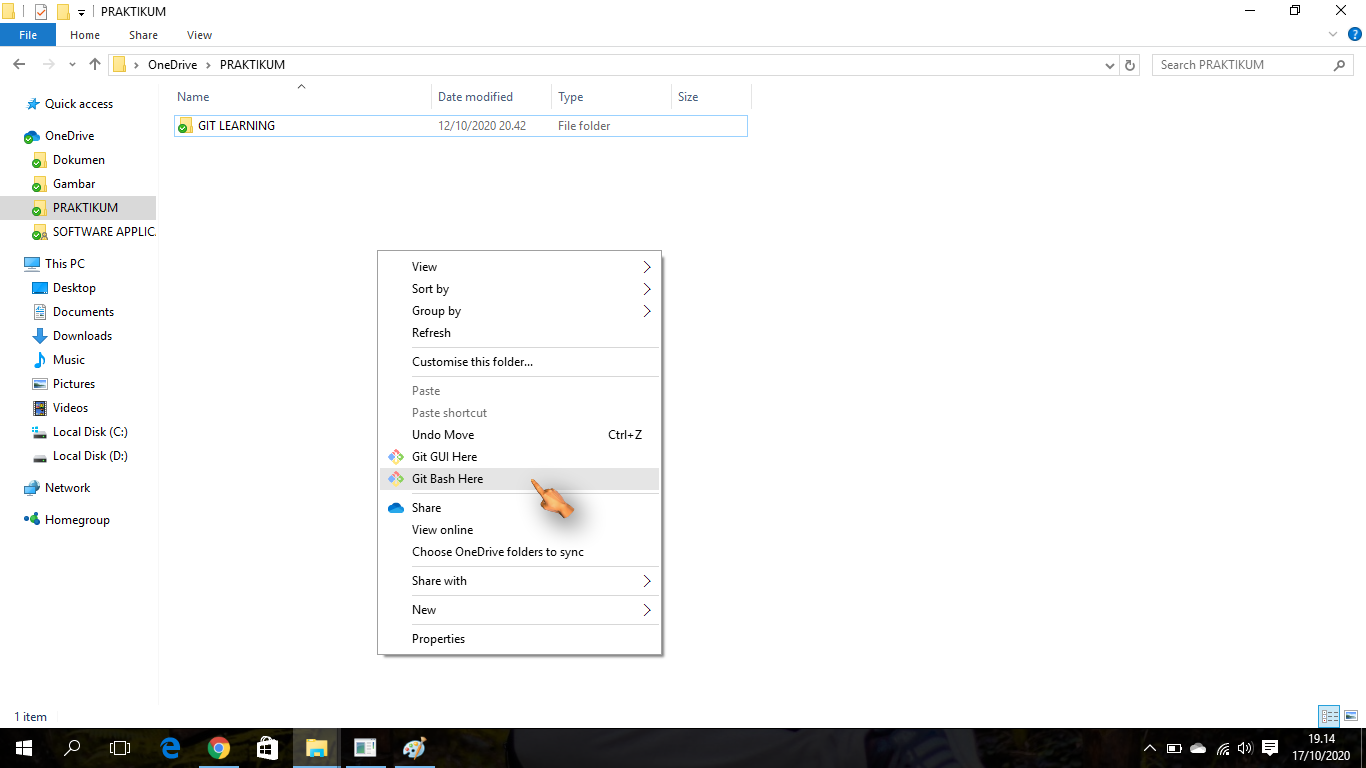 PRAKTIKUM
File Home Share View
OneDrive PRAKTIKUM Search PRAKTIKUM
Name Date modified Type Size
GIT LEARNING 12/10/2020 20.42 File folder
Quick access
OneDrive
Dokumen
Gambar
PRAKTIKUM
SOFTWARE APPLIC.
This PC
Desktop
Documents
Downloads
Music
Pictures
Videos
Local Disk (C:)
Local Disk (D:)
Network
Homegroup
View
Sort by
Group by
Refresh
Customise this folder...
Paste
Paste shortcut
Undo Move Ctrl+Z
Git GUI Here
Git Bash Here
Share
View online
Choose OneDrive folders to sync
Share with
New
Properties
1 item
19.14
17/10/2020